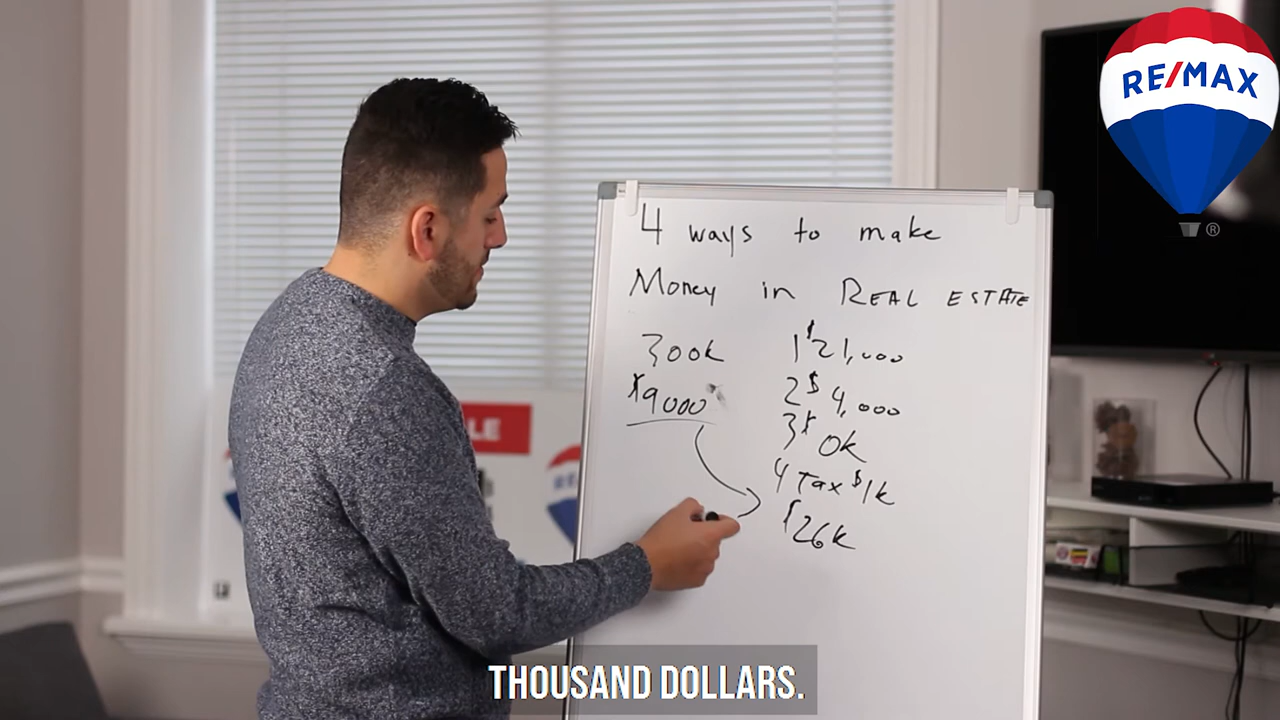 RE/MAX
®
4 ways to make
Money in REAL ESTATE
300k
$9000
1 $21,000
2 $4,000
3 $0k
4 Tax $1k
$26k
LE
THOUSAND DOLLARS.